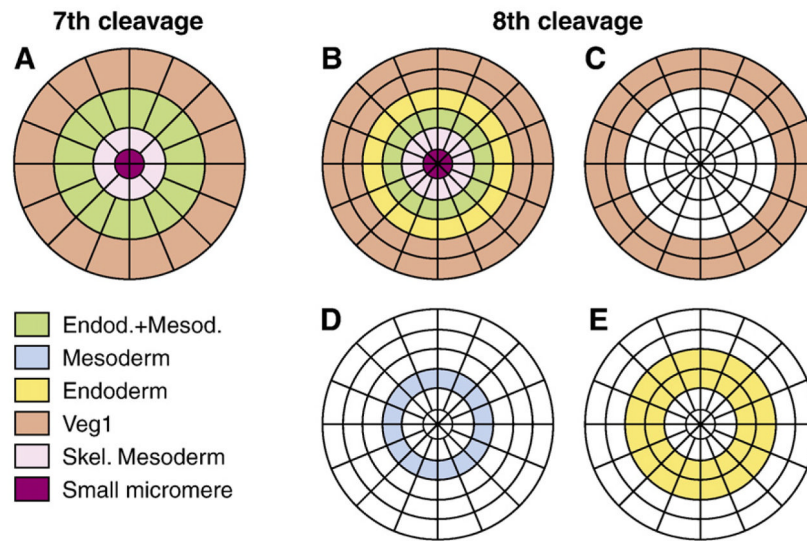 7th cleavage
8th cleavage
A
B
C
Endod.+Mesod.
Mesoderm
Endoderm
Veg1
Skel. Mesoderm
Small micromere
D
E